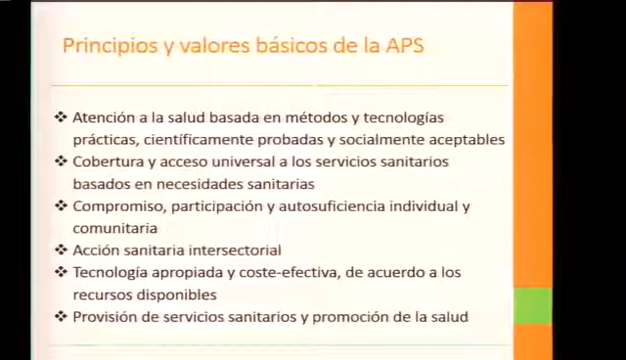 Principios y valores básicos de la APS
❖ Atención a la salud basada en métodos y tecnologías
prácticas, científicamente probadas y socialmente aceptables
❖ Cobertura y acceso universal a los servicios sanitarios
basados en necesidades sanitarias
❖ Compromiso, participación y autosuficiencia individual y
comunitaria
❖ Acción sanitaria intersectorial
❖ Tecnología apropiada y coste-efectiva, de acuerdo a los
recursos disponibles
❖ Provisión de servicios sanitarios y promoción de la salud